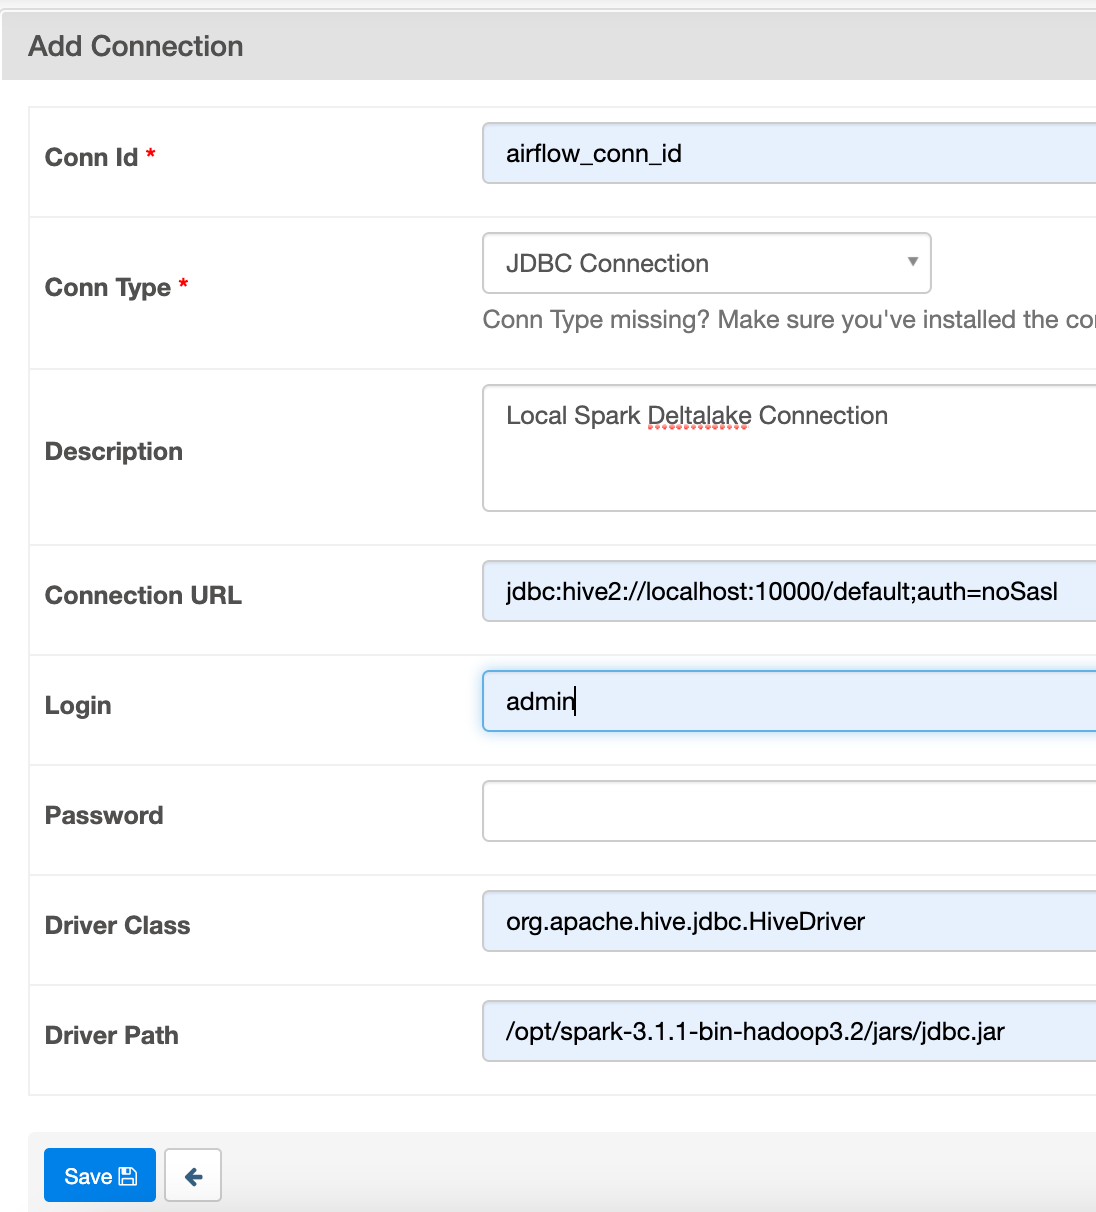 Add Connection
Conn Id *
airflow_conn_id
Conn Type *
JDBC Connection
Conn Type missing? Make sure you've installed the
Description
Local Spark Deltalake Connection
Connection URL
jdbc:hive2://localhost:10000/default;auth=noSasl
Login
admin
Password
Driver Class
org.apache.hive.jdbc.HiveDriver
Driver Path
/opt/spark-3.1.1-bin-hadoop3.2/jars/jdbc.jar
Save